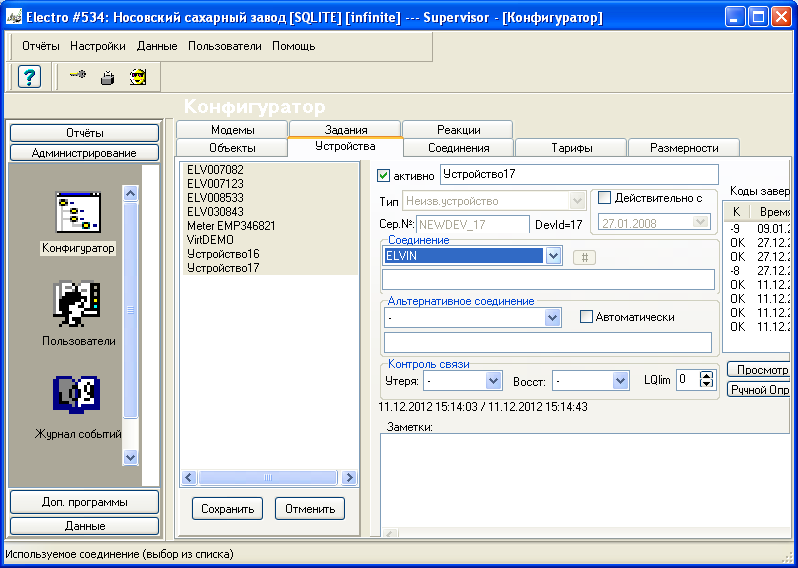 Electro #534: Носовский сахарный завод [SQLITE] [infinite] --- Supervisor - [Конфигуратор]
Отчёты Настройки Данные Пользователи Помощь
?
Конфигуратор
Отчёты
Администрирование
Конфигуратор
Пользователи
Журнал событий
Доп. программы
Данные
Модемы Задания Реакции
Объекты Устройства Соединения Тарифы Размерности
ELV007082
ELV007123
ELV008533
ELV030843
Meter EMP346821
VirtDEMO
Устройство16
Устройство17
Сохранить Отменить
активно Устройство17
Тип Неизв.устройство
Действительно с
27.01.2008
Сер.№: NEWDEV_17 DevId=17
Соединение
ELVIN #
Альтернативное соединение
- Автоматически
Контроль связи
Утеря: - Восст: - LQlim 0
11.12.2012 15:14:03 / 11.12.2012 15:14:43
Заметки:
Коды завер
К Время
-9 09.01.2
OK 27.12.2
OK 27.12.2
-8 27.12.2
OK 11.12.2
OK 11.12.2
OK 11.12.2
OK 11.12.2
Просмотр
Ручной Опр
Используемое соединение (выбор из списка)